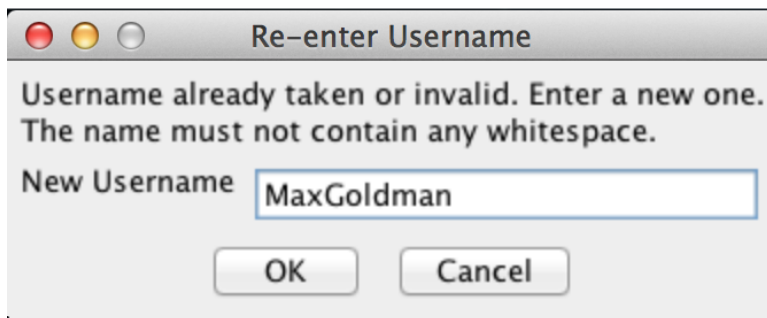 Re-enter Username
Username already taken or invalid. Enter a new one.
The name must not contain any whitespace.
New Username MaxGoldman
OK Cancel